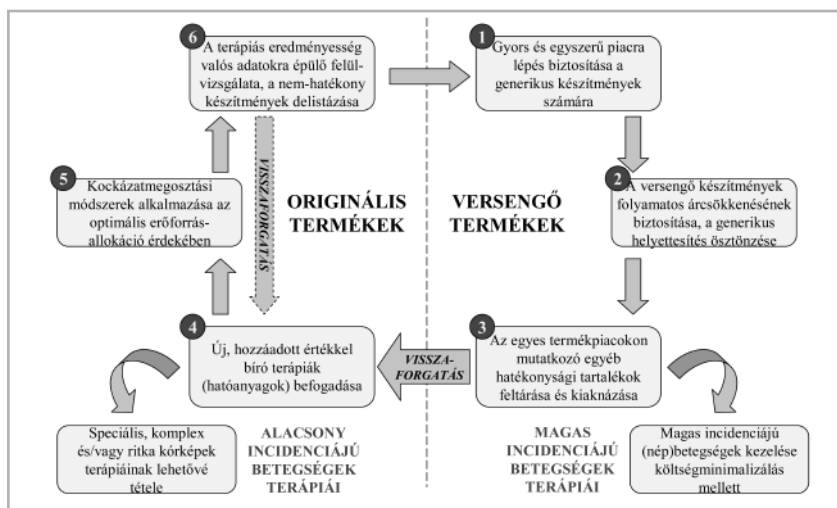 6
A terápiás eredményesség
valós adatokra épülő felül-
vizsgálata, a nem-hatékony
készítmények delistázása
1
Gyors és egyszerű piacra
lépés biztosítása a
generikus készítmények
számára
5
Kockázatmegosztási
módszerek alkalmazása az
optimális erőforrás-
allokáció érdekében
VISSZAFORGATÁS
ORIGINÁLIS
TERMÉKEK
VERSENGŐ
TERMÉKEK
2
A versengő készítmények
folyamatos árcsökkenésének
biztosítása, a generikus
helyettesítés ösztönzése
4
Új, hozzáadott értékkel
bíró terápiák
(hatóanyagok) befogadása
VISSZA-
FORGATÁS
3
Az egyes termékpiacokon
mutatkozó egyéb
hatékonysági tartalékok
feltárása és kiaknázása
Speciális, komplex
és/vagy ritka kórképek
terápiáinak lehetővé
tétele
ALACSONY
INCIDENCIÁJÚ
BETEGSÉGEK
TERÁPIÁI
MAGAS
INCIDENCIÁJÚ
BETEGSÉGEK
TERÁPIÁI
Magas incidenciájú
(nép)betegségek kezelése
költségminimalizálás
mellett